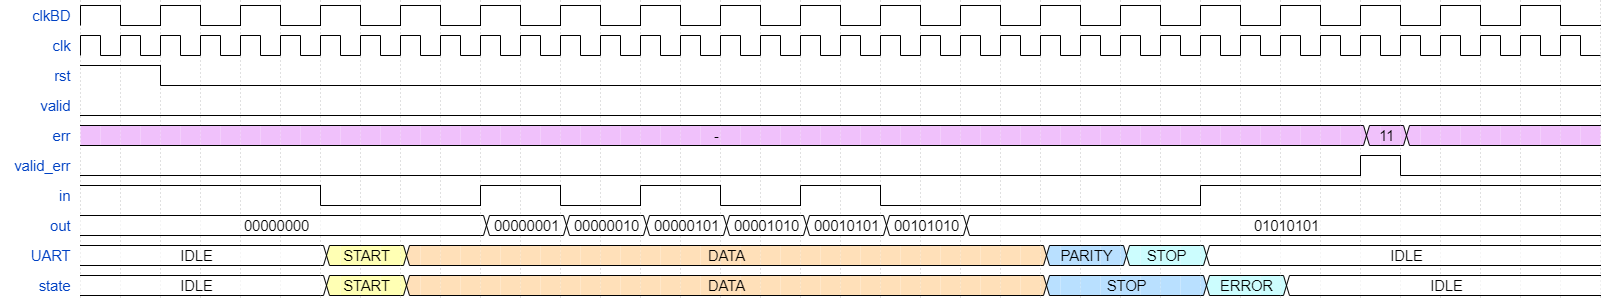 clkBD
clk
rst
valid
err - 11
valid_err
in
out 00000000 00000001 00000010 00000101 00001010 00010101 00101010 01010101
UART IDLE START DATA PARITY STOP IDLE
state IDLE START DATA STOP ERROR IDLE